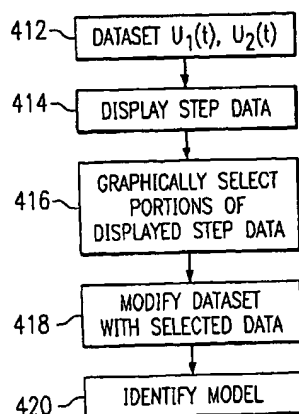 412
DATASET U1(t), U2(t)
414
DISPLAY STEP DATA
416
GRAPHICALLY SELECT
PORTIONS OF
DISPLAYED STEP DATA
418
MODIFY DATASET
WITH SELECTED DATA
420
IDENTIFY MODEL